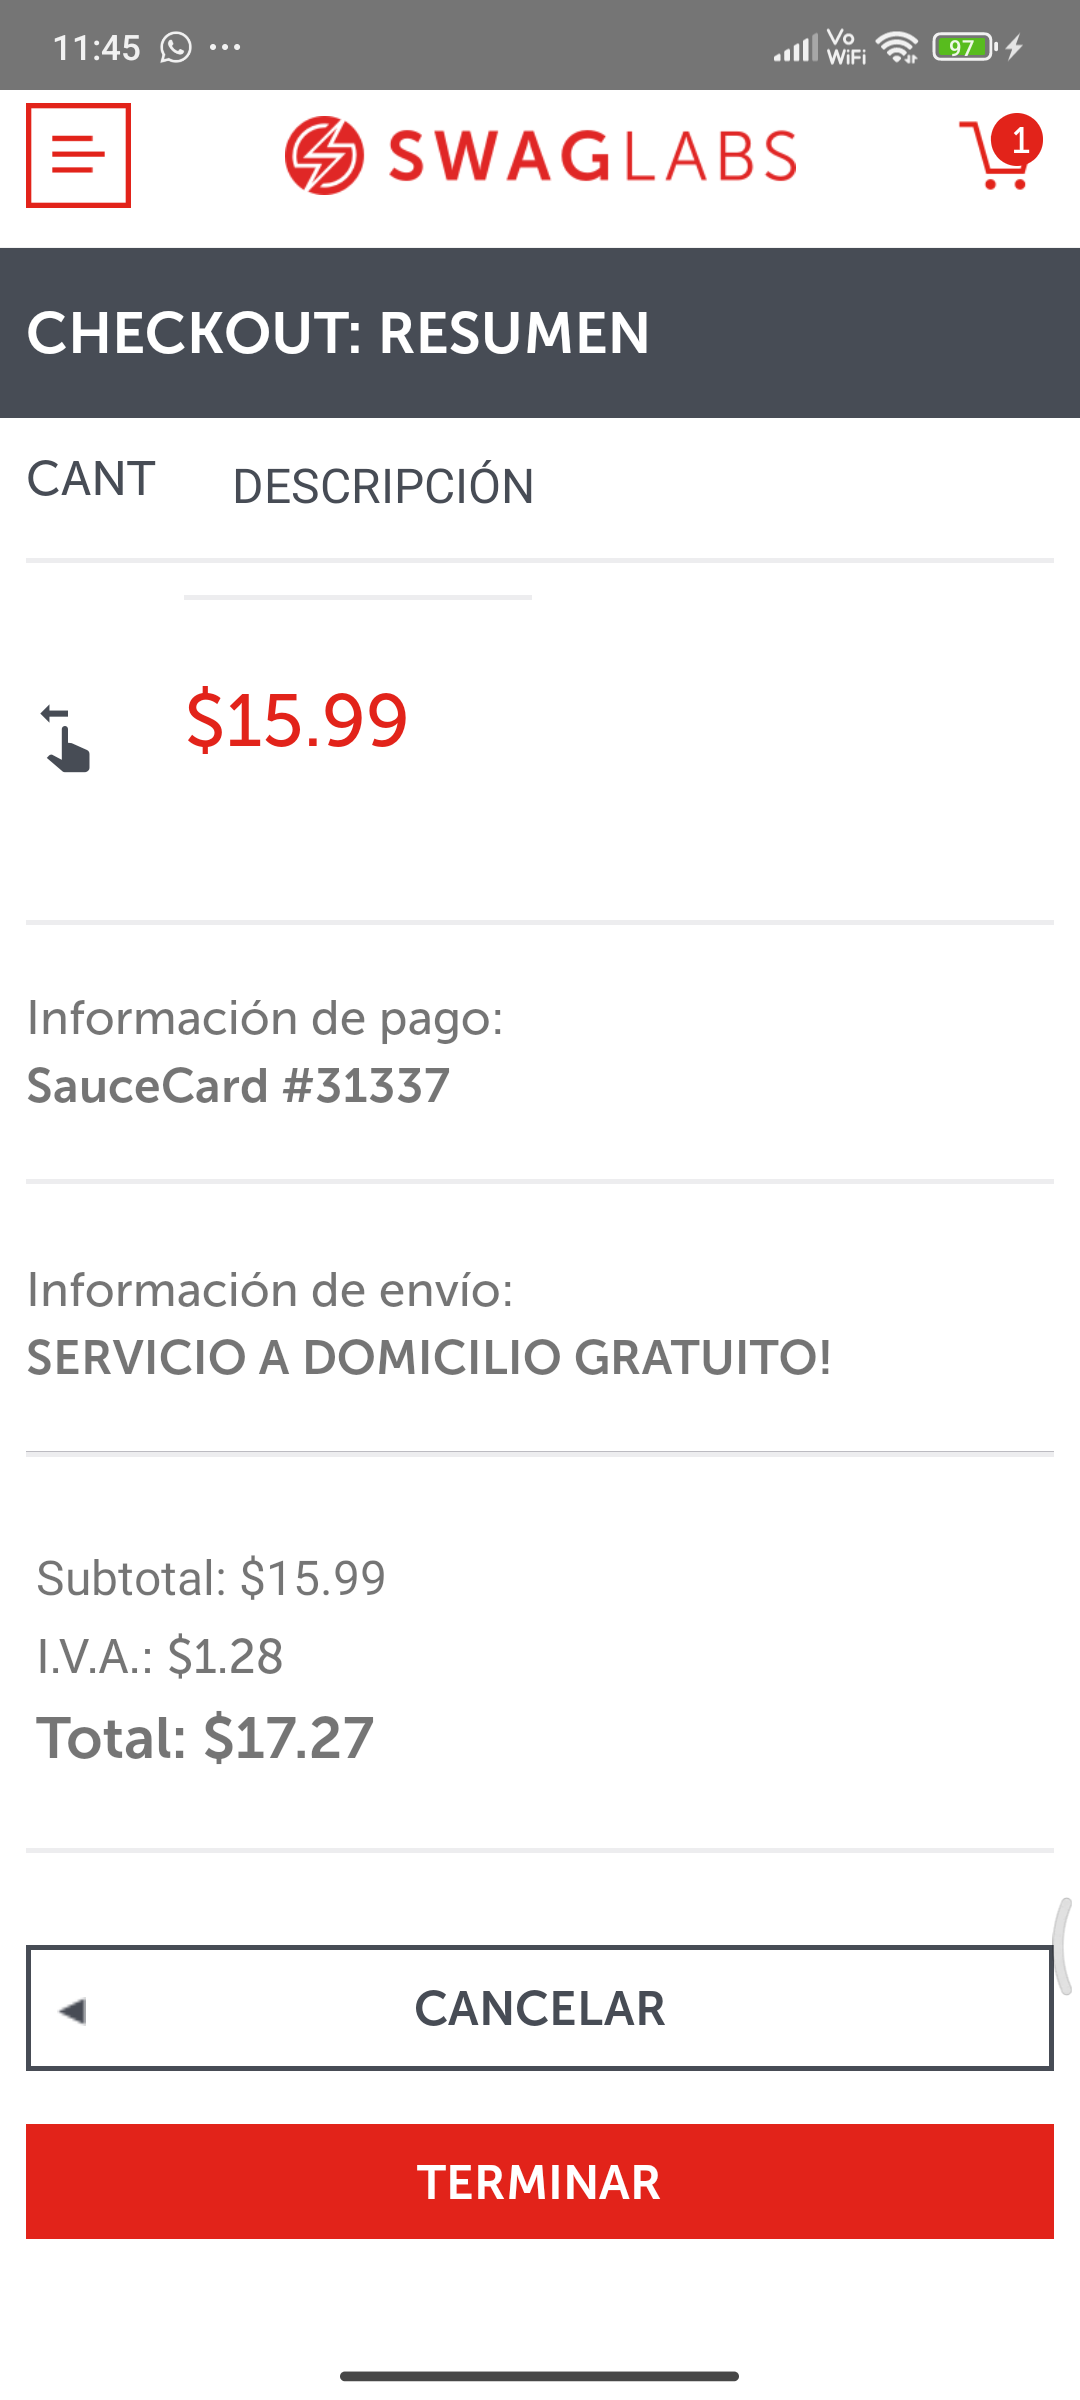 11:45 ... Vo WiFi 97
SWAGLABS 1
CHECKOUT: RESUMEN
CANT DESCRIPCIÓN
$15.99
Información de pago:
SauceCard #31337
Información de envío:
SERVICIO A DOMICILIO GRATUITO!
Subtotal: $15.99
I.V.A.: $1.28
Total: $17.27
CANCELAR
TERMINAR